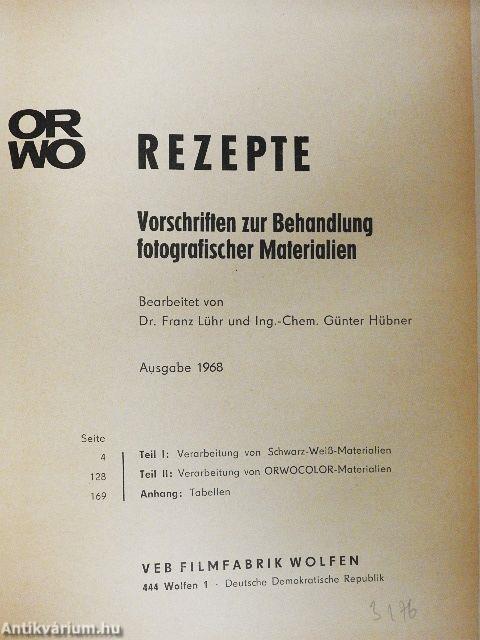 OR
WO
REZEPTE
Vorschriften zur Behandlung
fotografischer Materialien
Bearbeitet von
Dr. Franz Lühr und Ing.-Chem. Günter Hübner
Ausgabe 1968
Seite
4 Teil I: Verarbeitung von Schwarz-Weiß-Materialien
128 Teil II: Verarbeitung von ORWOCOLOR-Materialien
169 Anhang: Tabellen
VEB FILMFABRIK WOLFEN
444 Wolfen 1 · Deutsche Demokratische Republik
3176
Antikvárium.hu